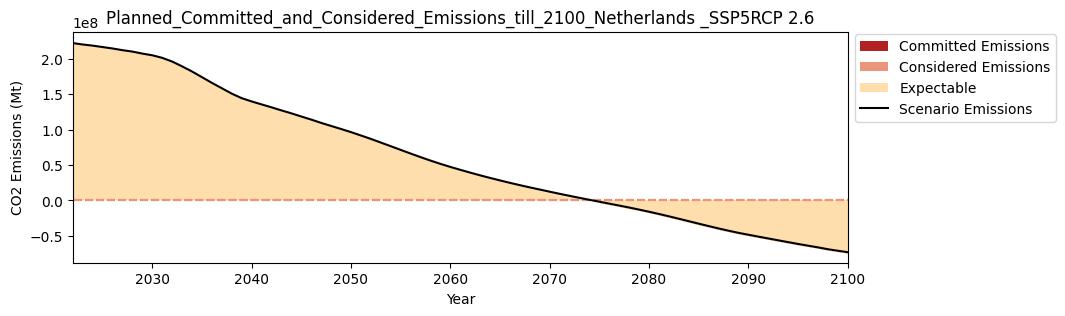 Planned_Committed_and_Considered_Emissions_till_2100_Netherlands _SSP5RCP 2.6
1e8
2.0
1.5
1.0
0.5
0.0
−0.5
CO2 Emissions (Mt)
2030 2040 2050 2060 2070 2080 2090 2100
Year
Committed Emissions
Considered Emissions
Expectable
Scenario Emissions